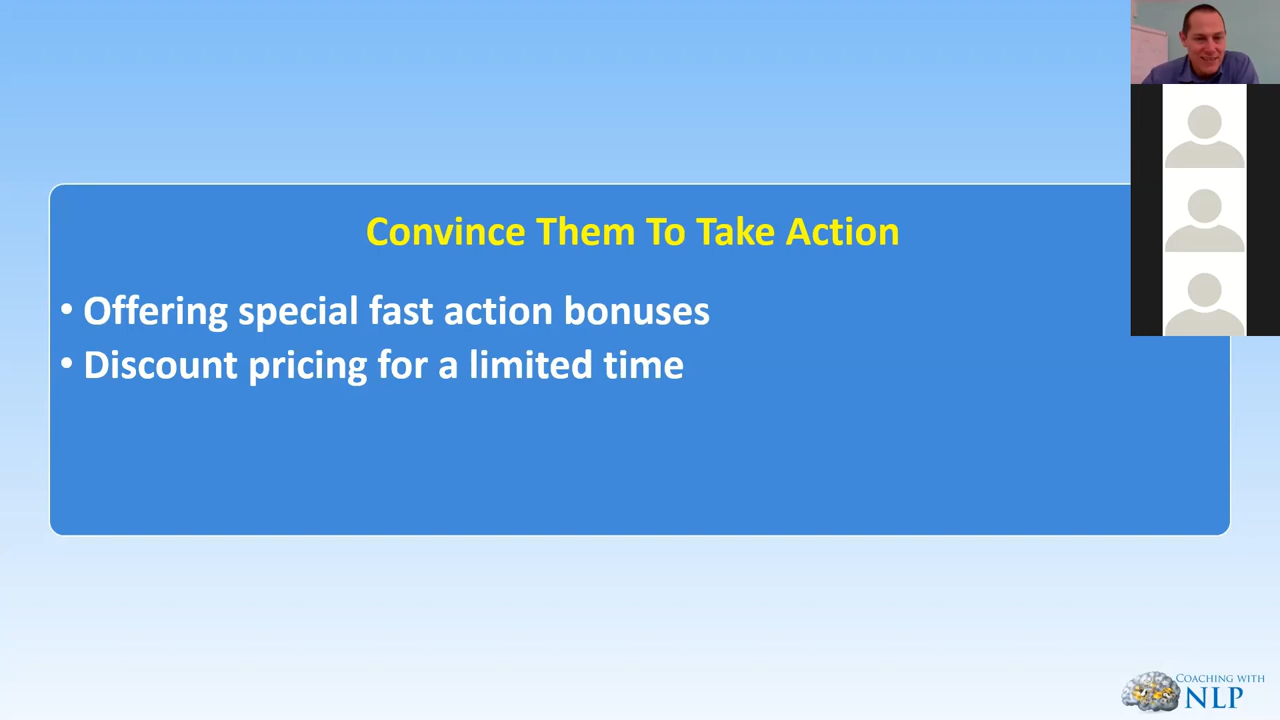 Convince Them To Take Action
• Offering special fast action bonuses
• Discount pricing for a limited time
COACHING WITH
NLP